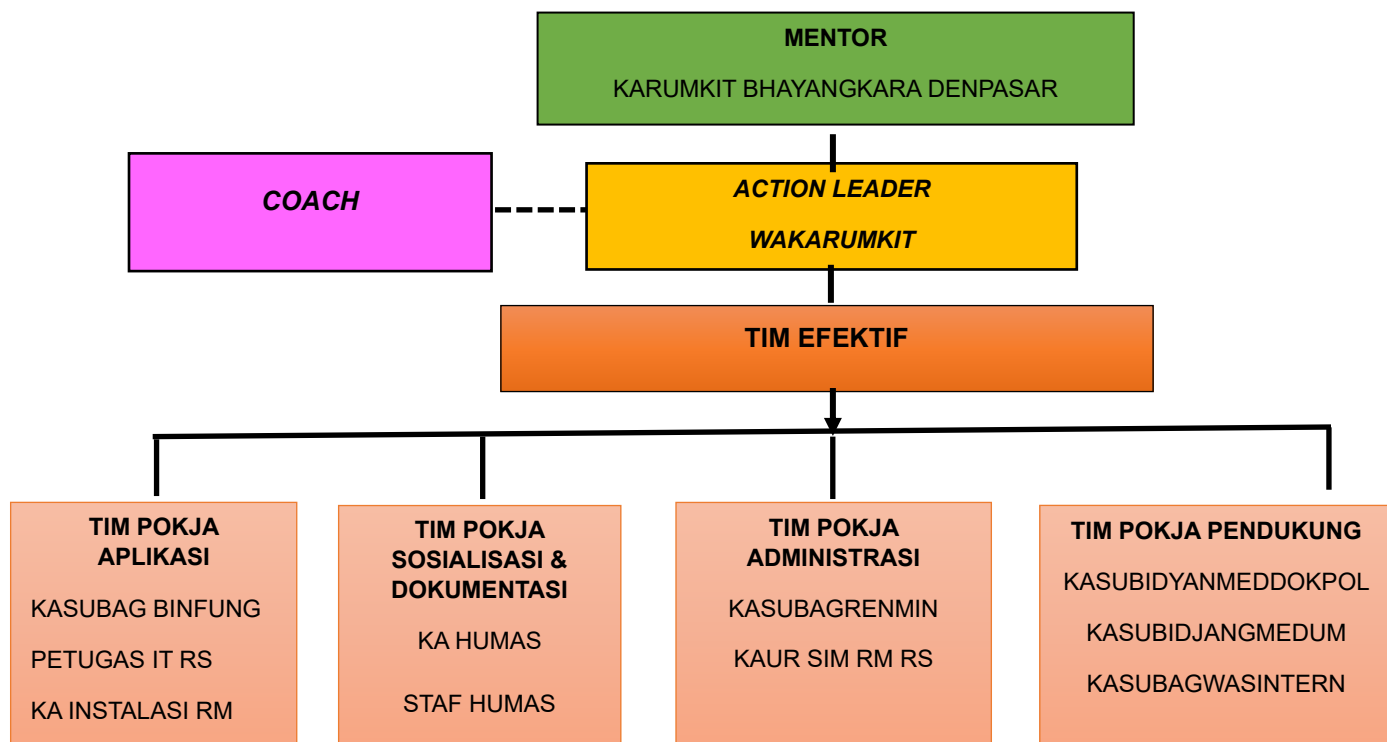 MENTOR
KARUMKIT BHAYANGKARA DENPASAR
COACH
ACTION LEADER
WAKARUMKIT
TIM EFEKTIF
TIM POKJA
APLIKASI
KASUBAG BINFUNG
PETUGAS IT RS
KA INSTALASI RM
TIM POKJA
SOSIALISASI &
DOKUMENTASI
KA HUMAS
STAF HUMAS
TIM POKJA
ADMINISTRASI
KASUBAGRENMIN
KAUR SIM RM RS
TIM POKJA PENDUKUNG
KASUBIDYANMEDDOKPOL
KASUBIDJANGMEDUM
KASUBAGWASINTERN